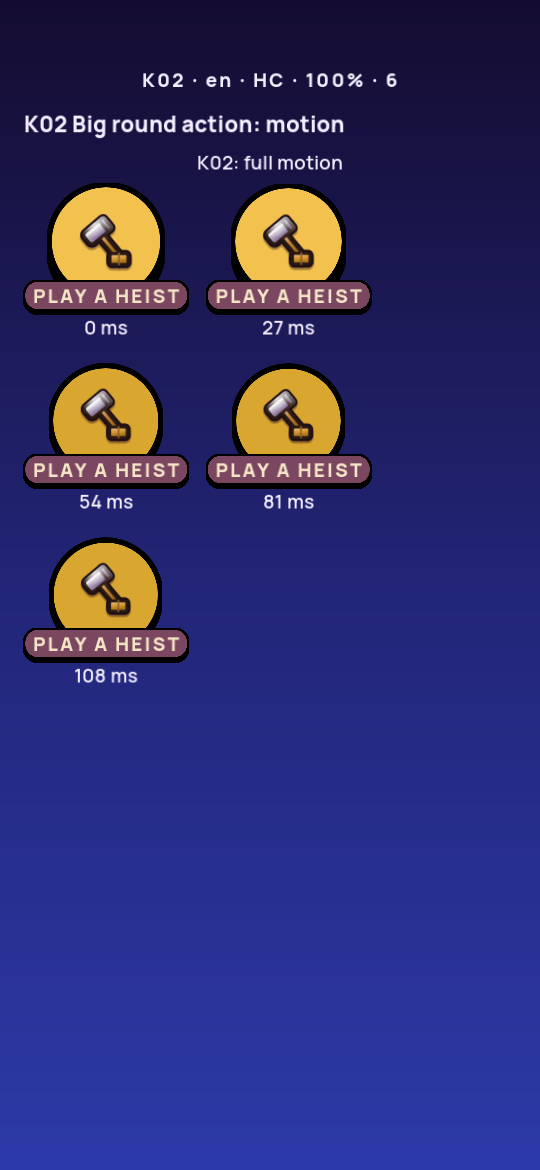 K02 · en · HC · 100% · 6
K02 Big round action: motion
K02: full motion
PLAY A HEIST PLAY A HEIST
0 ms 27 ms
PLAY A HEIST PLAY A HEIST
54 ms 81 ms
PLAY A HEIST
108 ms